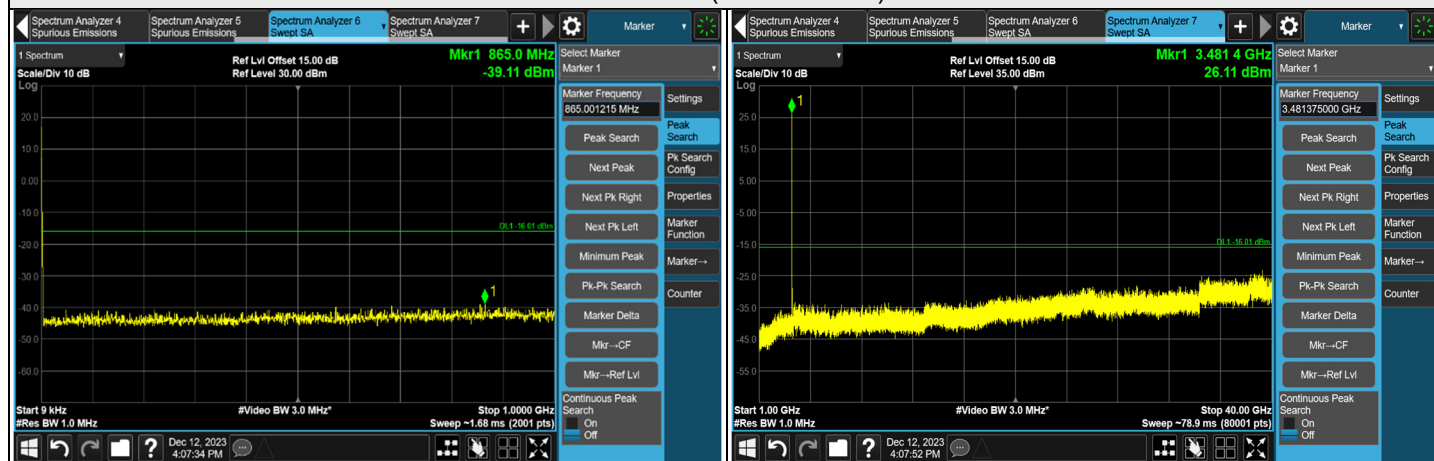 Spectrum Analyzer 4
Spurious Emissions
Spectrum Analyzer 5
Spurious Emissions
Spectrum Analyzer 6
Swept SA
Spectrum Analyzer 7
Swept SA
+
Marker
1 Spectrum
Scale/Div 10 dB
Log
Ref Lvl Offset 15.00 dB
Ref Level 30.00 dBm
Mkr1 865.0 MHz
-39.11 dBm
20.0
10.0
0.00
-10.0
-20.0
-30.0
-40.0
-50.0
-60.0
DL1 -16.01 dBm
1
Start 9 kHz
#Res BW 1.0 MHz
#Video BW 3.0 MHz*
Stop 1.0000 GHz
Sweep ~1.68 ms (2001 pts)
Select Marker
Marker 1
Marker Frequency
865.001215 MHz
Peak Search
Next Peak
Next Pk Right
Next Pk Left
Minimum Peak
Pk-Pk Search
Marker Delta
Mkr→CF
Mkr→Ref Lvl
Continuous Peak
Search
On
Off
Settings
Peak
Search
Pk Search
Config
Properties
Marker
Function
Marker→
Counter
?
Dec 12, 2023
4:07:34 PM
Spectrum Analyzer 4
Spurious Emissions
Spectrum Analyzer 5
Spurious Emissions
Spectrum Analyzer 6
Swept SA
Spectrum Analyzer 7
Swept SA
+
Marker
1 Spectrum
Scale/Div 10 dB
Log
Ref Lvl Offset 15.00 dB
Ref Level 35.00 dBm
Mkr1 3.481 4 GHz
26.11 dBm
25.0
15.0
5.00
-5.00
-15.0
-25.0
-35.0
-45.0
-55.0
DL1 -16.01 dBm
1
Start 1.00 GHz
#Res BW 1.0 MHz
#Video BW 3.0 MHz*
Stop 40.00 GHz
Sweep ~78.9 ms (80001 pts)
Select Marker
Marker 1
Marker Frequency
3.481375000 GHz
Peak Search
Next Peak
Next Pk Right
Next Pk Left
Minimum Peak
Pk-Pk Search
Marker Delta
Mkr→CF
Mkr→Ref Lvl
Continuous Peak
Search
On
Off
Settings
Peak
Search
Pk Search
Config
Properties
Marker
Function
Marker→
Counter
?
Dec 12, 2023
4:07:52 PM